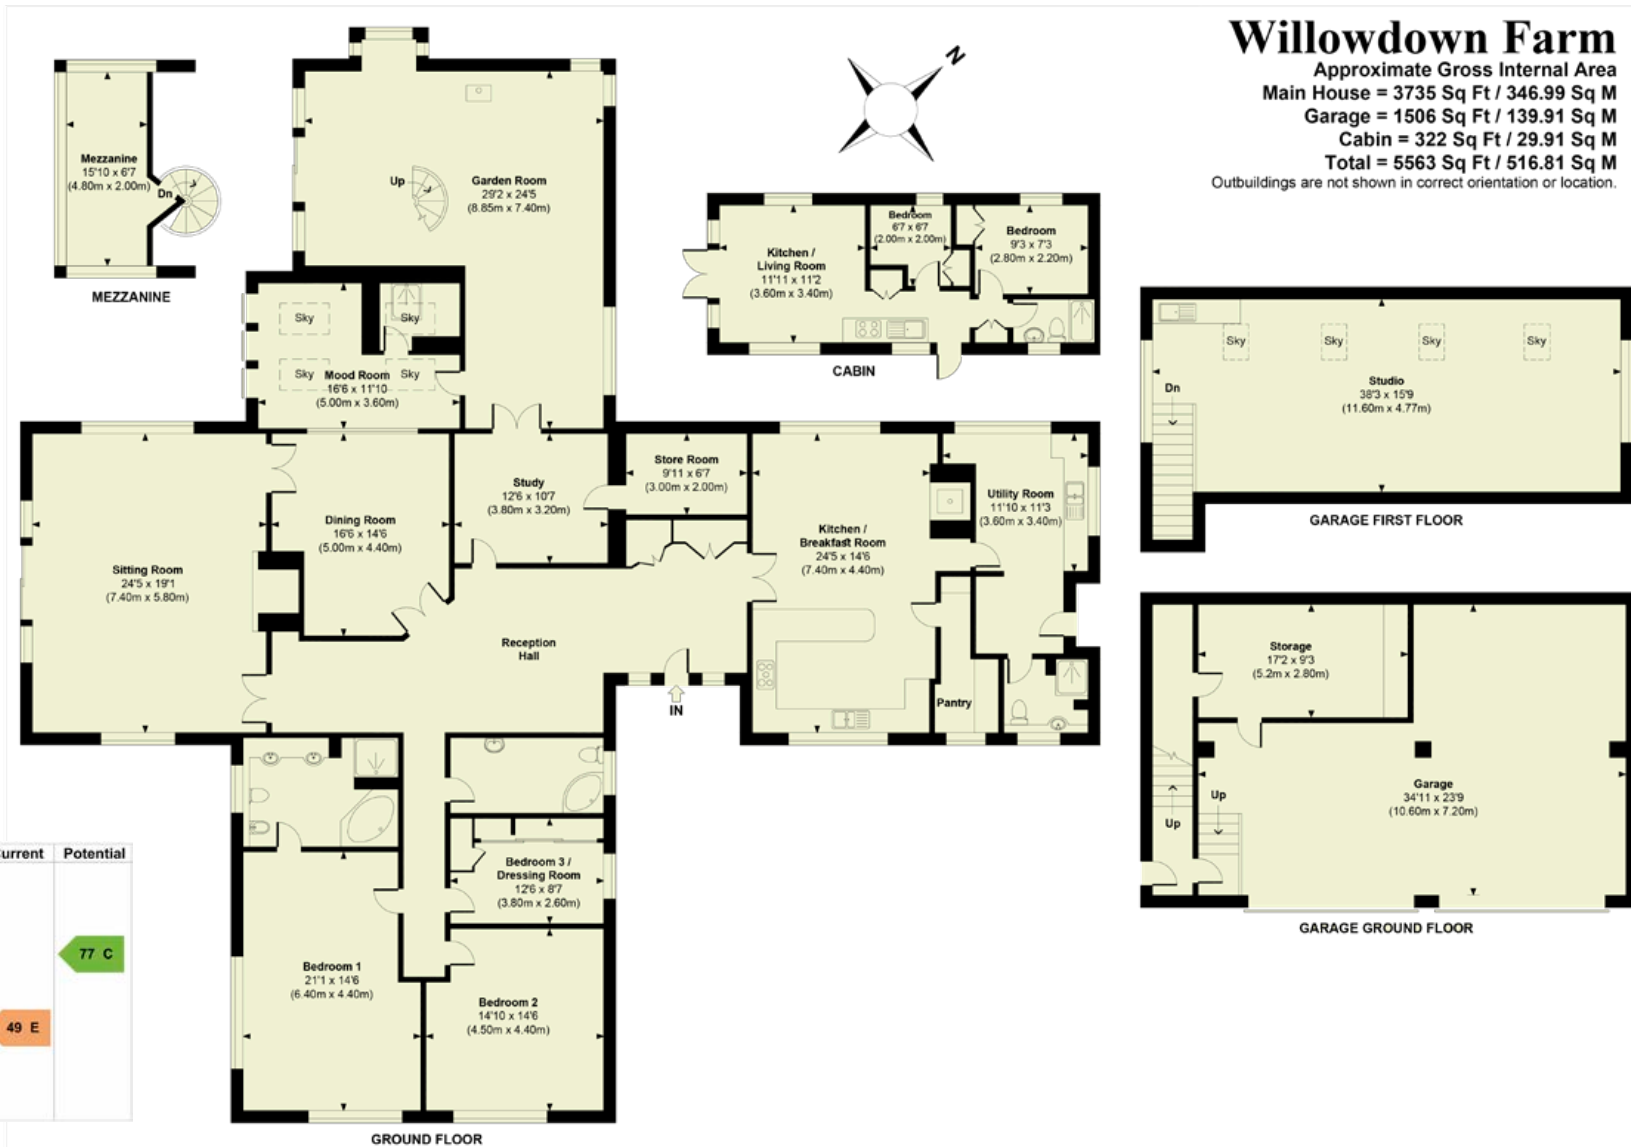 Willowdown Farm
Approximate Gross Internal Area
Main House = 3735 Sq Ft / 346.99 Sq M
Garage = 1506 Sq Ft / 139.91 Sq M
Cabin = 322 Sq Ft / 29.91 Sq M
Total = 5563 Sq Ft / 516.81 Sq M
Outbuildings are not shown in correct orientation or location.
N
Mezzanine
15'10 x 6'7
(4.80m x 2.00m)
Dn
MEZZANINE
Up
Garden Room
29'2 x 24'5
(8.85m x 7.40m)
Sky
Sky
Sky
Sky
Mood Room
16'6 x 11'10
(5.00m x 3.60m)
Kitchen /
Living Room
11'11 x 11'2
(3.60m x 3.40m)
Bedroom
6'7 x 6'7
(2.00m x 2.00m)
Bedroom
9'3 x 7'3
(2.80m x 2.20m)
CABIN
Sky
Sky
Sky
Sky
Dn
Studio
38'3 x 15'9
(11.60m x 4.77m)
GARAGE FIRST FLOOR
Sitting Room
24'5 x 19'1
(7.40m x 5.80m)
Dining Room
16'6 x 14'6
(5.00m x 4.40m)
Study
12'6 x 10'7
(3.80m x 3.20m)
Store Room
9'11 x 6'7
(3.00m x 2.00m)
Kitchen /
Breakfast Room
24'5 x 14'6
(7.40m x 4.40m)
Utility Room
11'10 x 11'3
(3.60m x 3.40m)
Reception
Hall
IN
Pantry
Storage
17'2 x 9'3
(5.2m x 2.80m)
Garage
34'11 x 23'9
(10.60m x 7.20m)
Up
Up
GARAGE GROUND FLOOR
Bedroom 3 /
Dressing Room
12'6 x 8'7
(3.80m x 2.60m)
Bedroom 1
21'1 x 14'6
(6.40m x 4.40m)
Bedroom 2
14'10 x 14'6
(4.50m x 4.40m)
GROUND FLOOR
urrent Potential
77 C
49 E